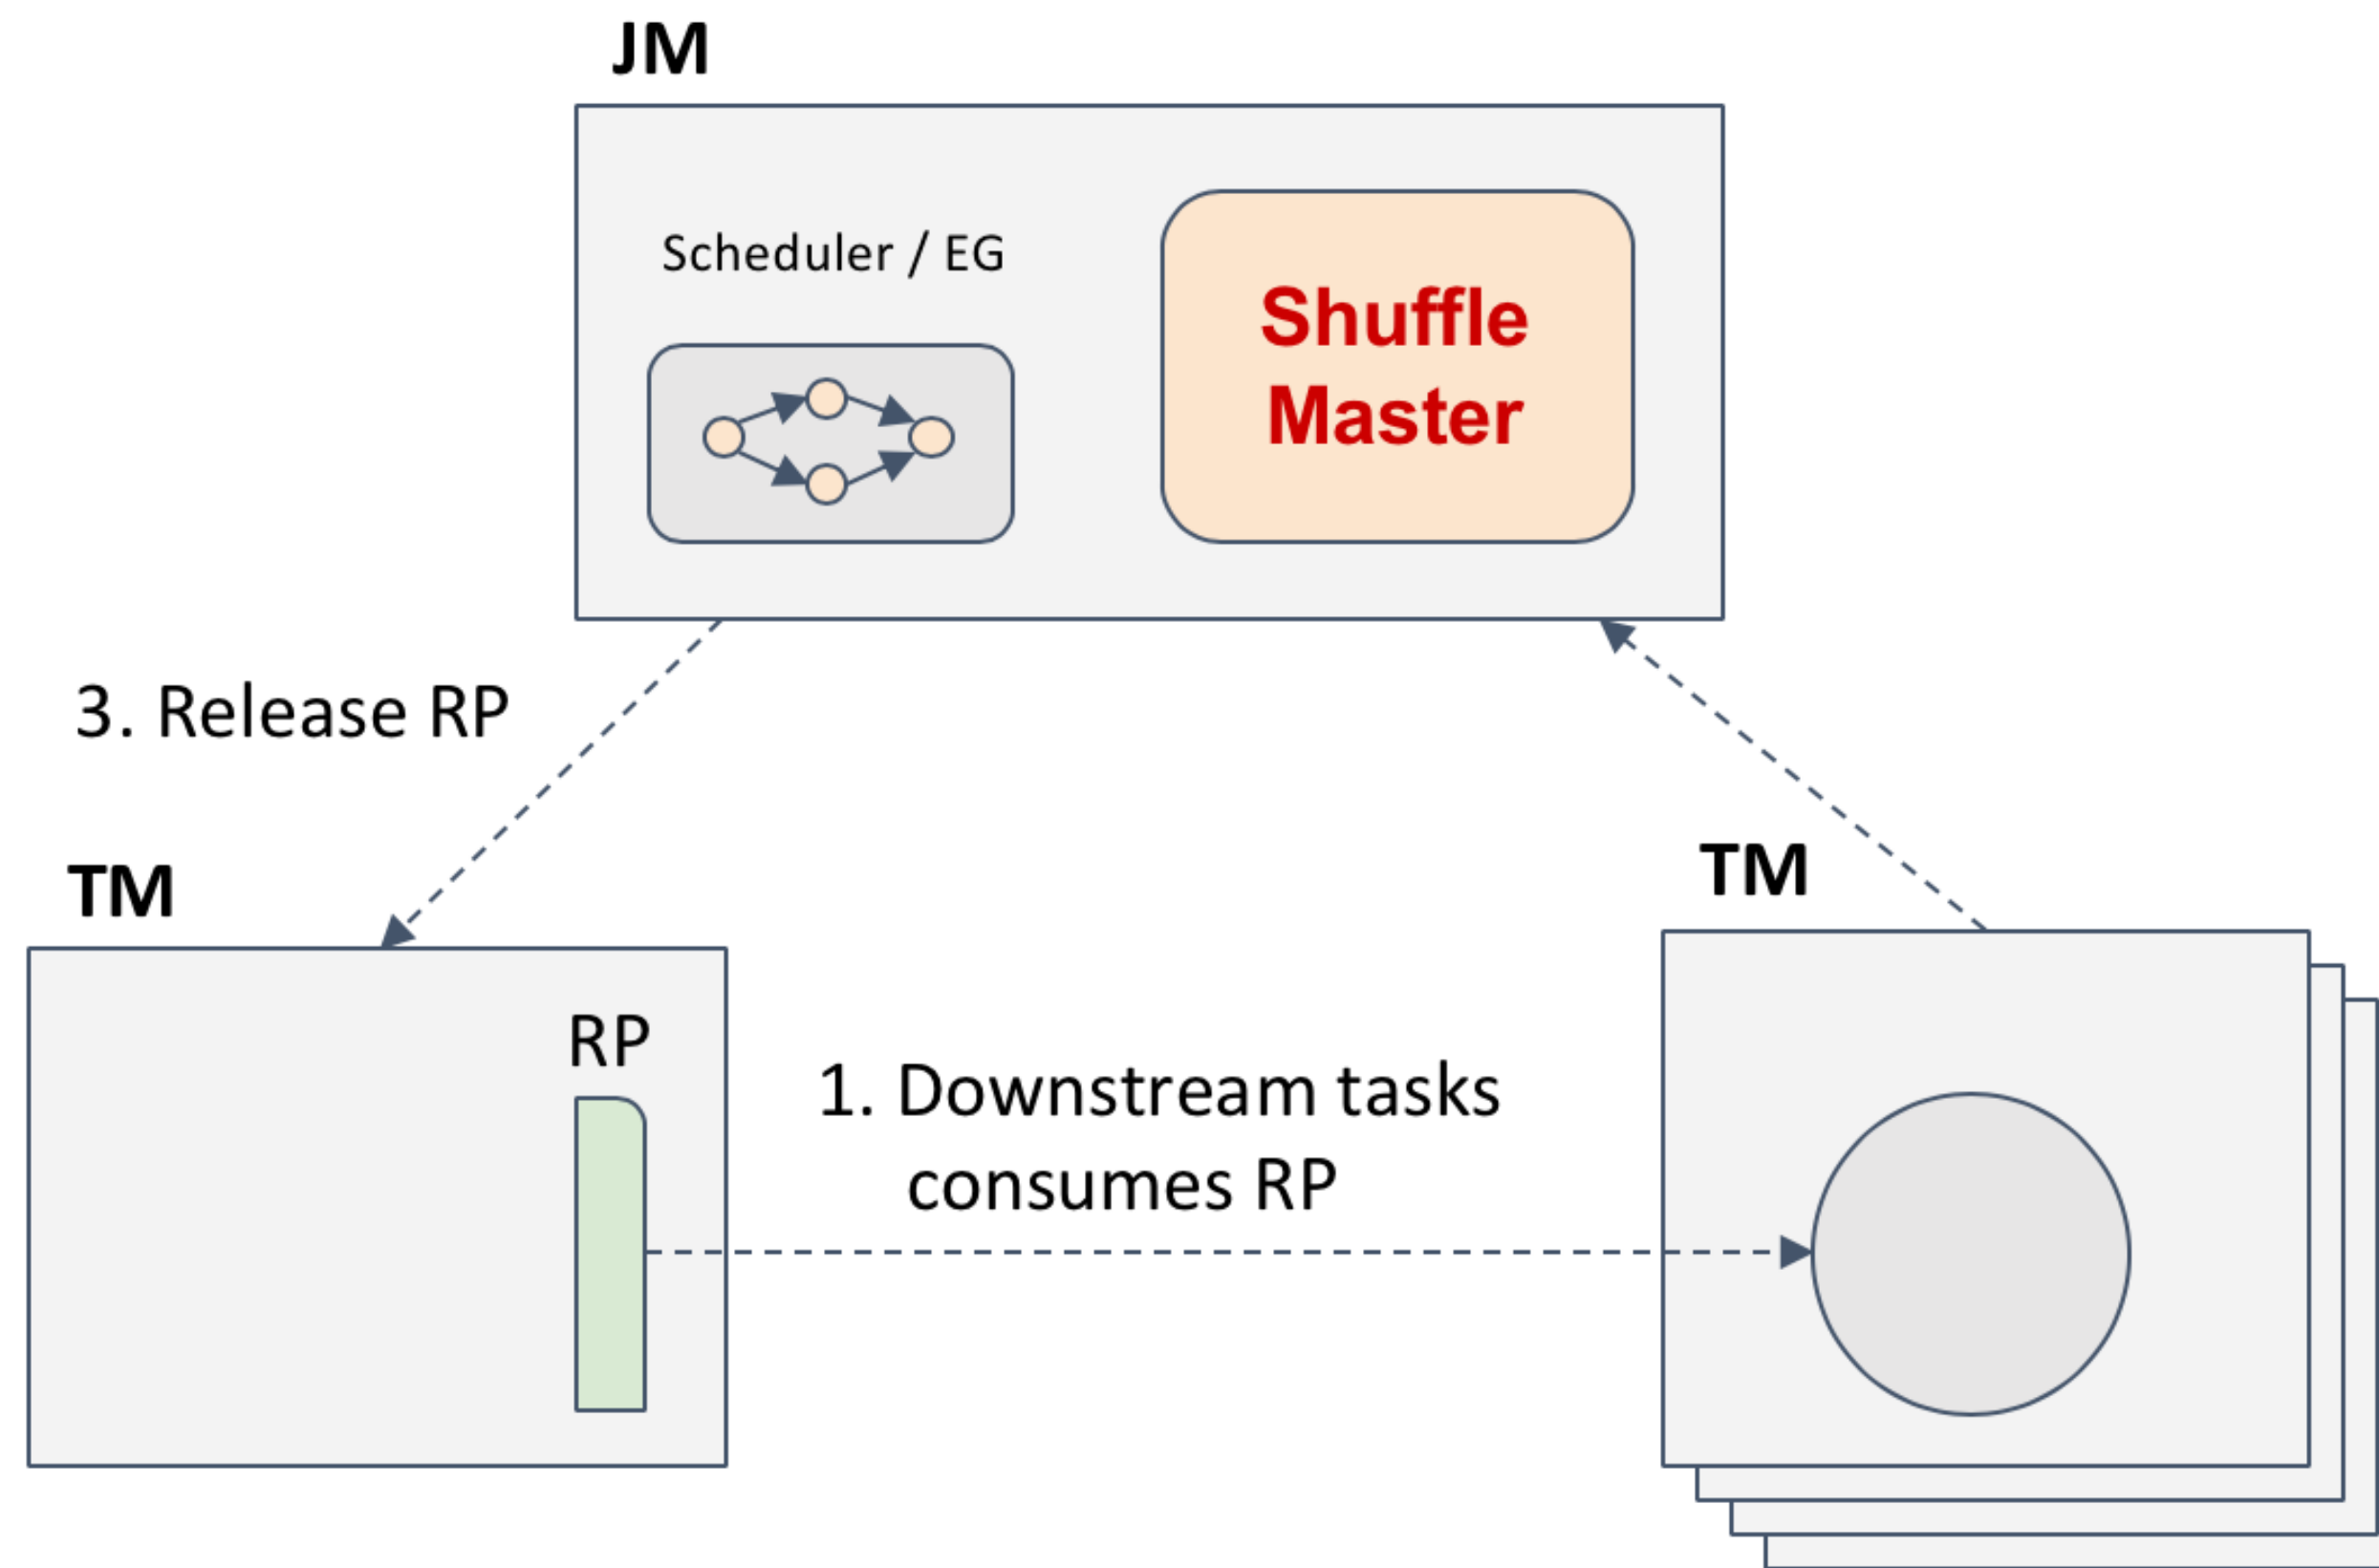 JM
Scheduler / EG
Shuffle
Master
3. Release RP
TM
TM
RP
1. Downstream tasks
consumes RP